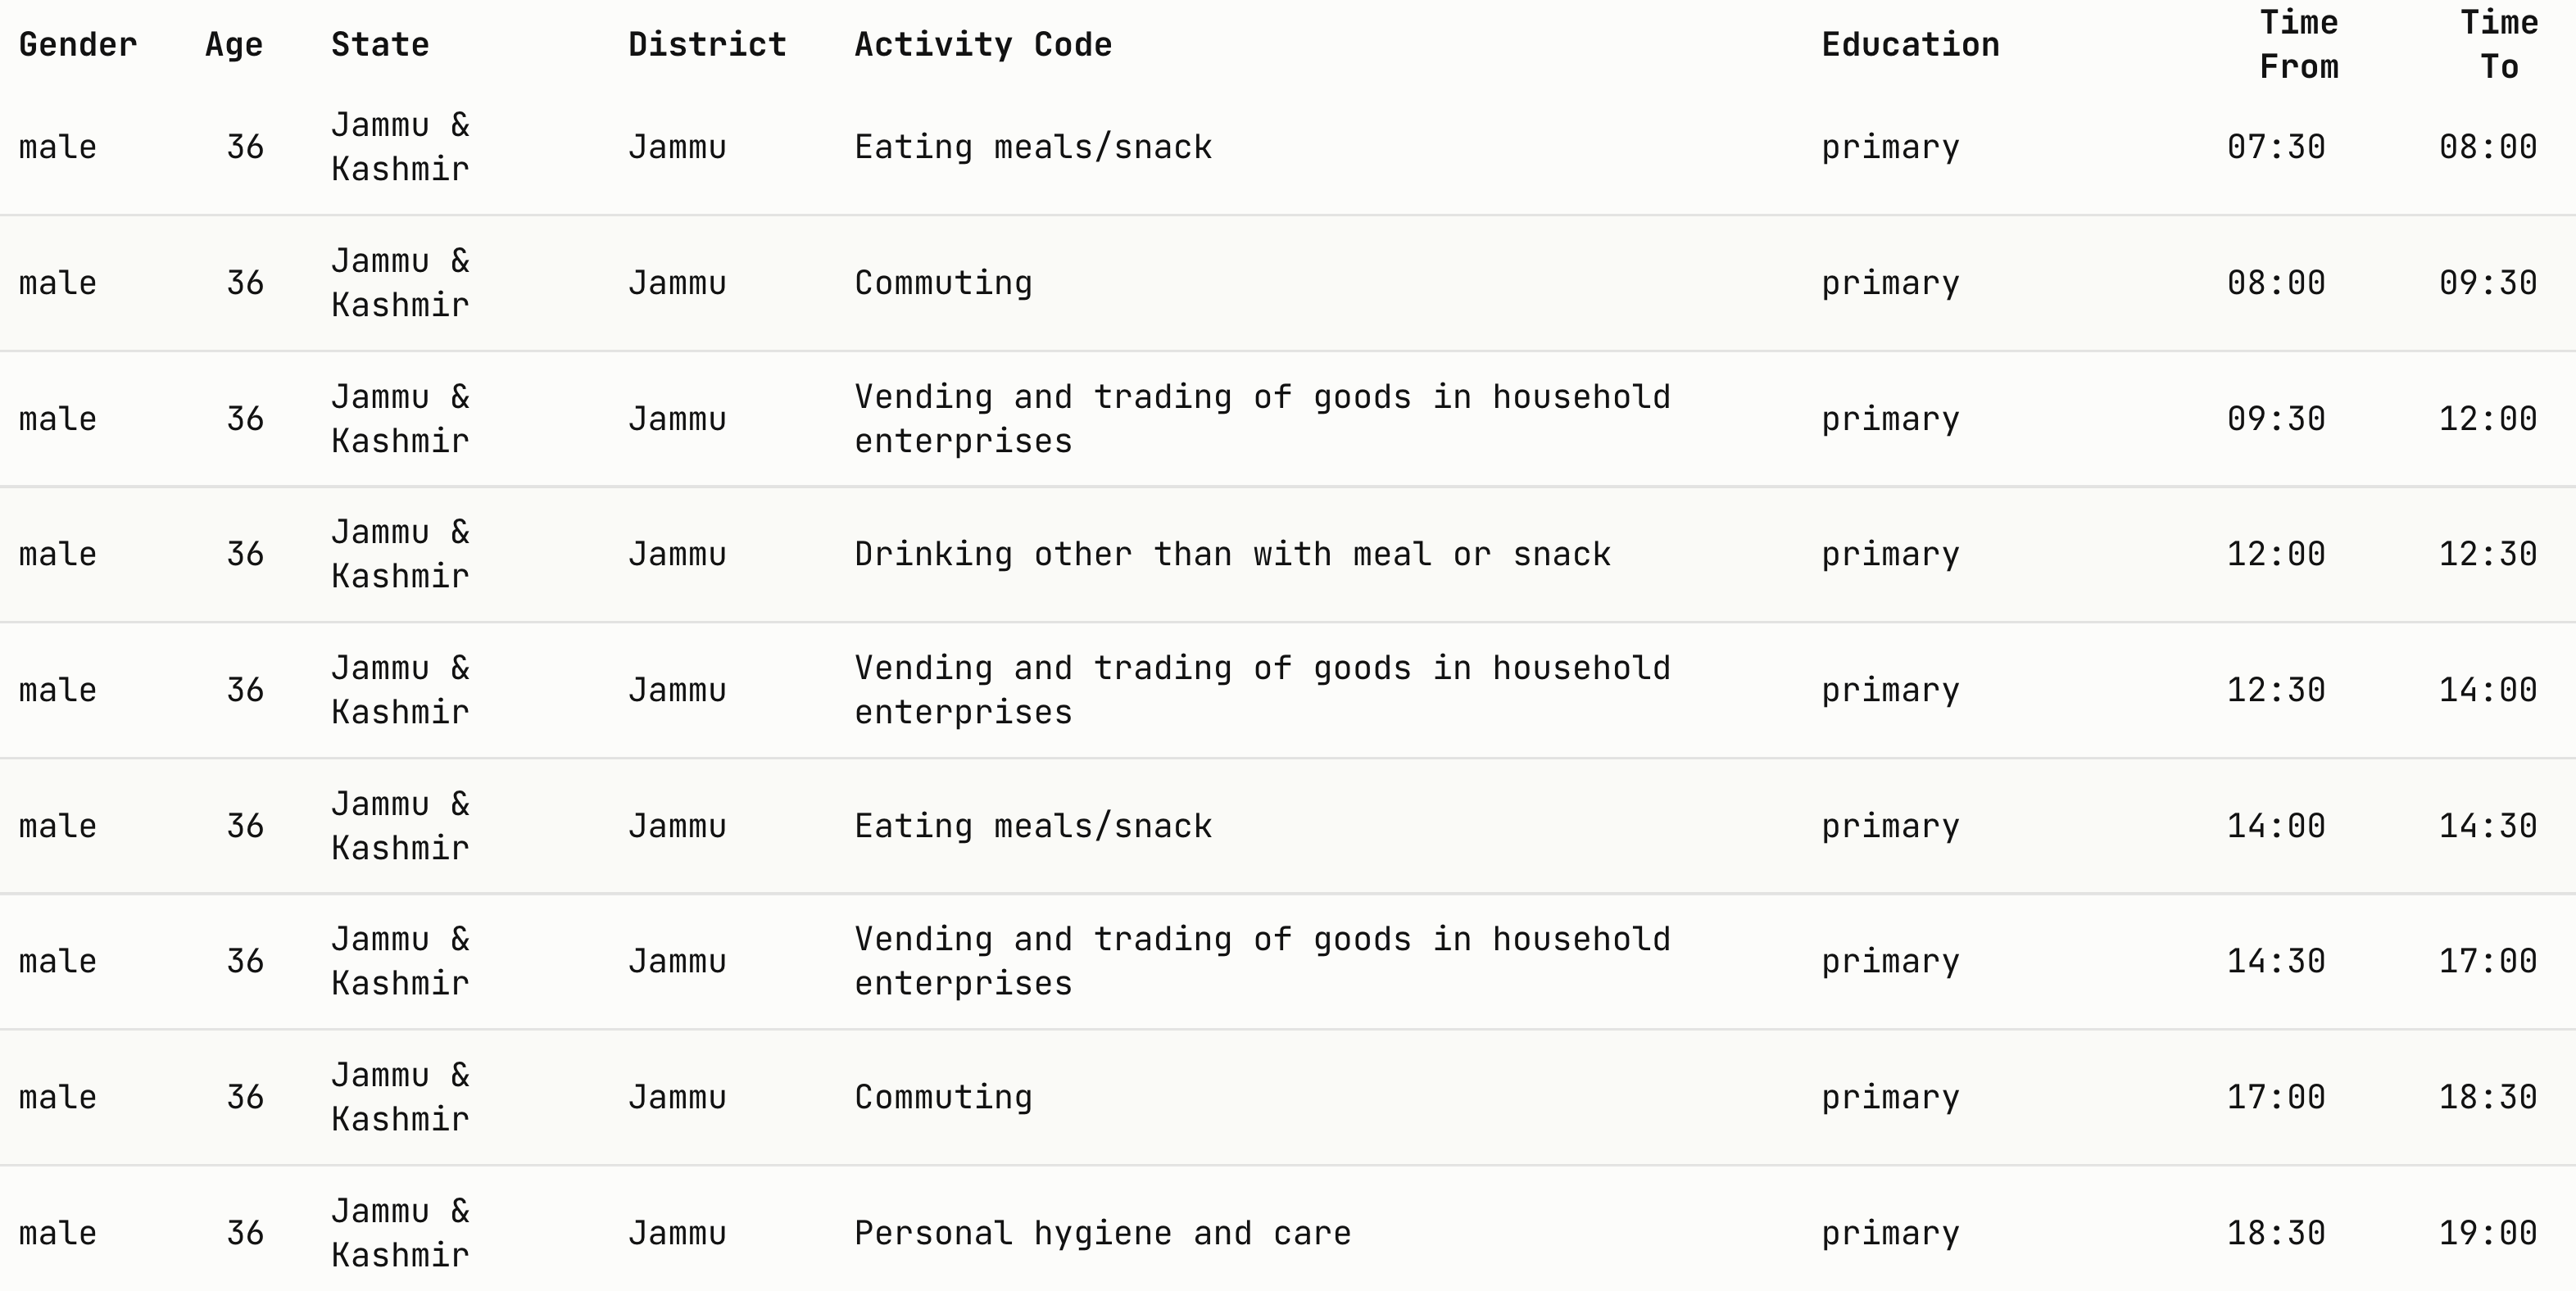 Gender Age State District Activity Code Education Time From Time To
male 36 Jammu & Kashmir Jammu Eating meals/snack primary 07:30 08:00
male 36 Jammu & Kashmir Jammu Commuting primary 08:00 09:30
male 36 Jammu & Kashmir Jammu Vending and trading of goods in household enterprises primary 09:30 12:00
male 36 Jammu & Kashmir Jammu Drinking other than with meal or snack primary 12:00 12:30
male 36 Jammu & Kashmir Jammu Vending and trading of goods in household enterprises primary 12:30 14:00
male 36 Jammu & Kashmir Jammu Eating meals/snack primary 14:00 14:30
male 36 Jammu & Kashmir Jammu Vending and trading of goods in household enterprises primary 14:30 17:00
male 36 Jammu & Kashmir Jammu Commuting primary 17:00 18:30
male 36 Jammu & Kashmir Jammu Personal hygiene and care primary 18:30 19:00